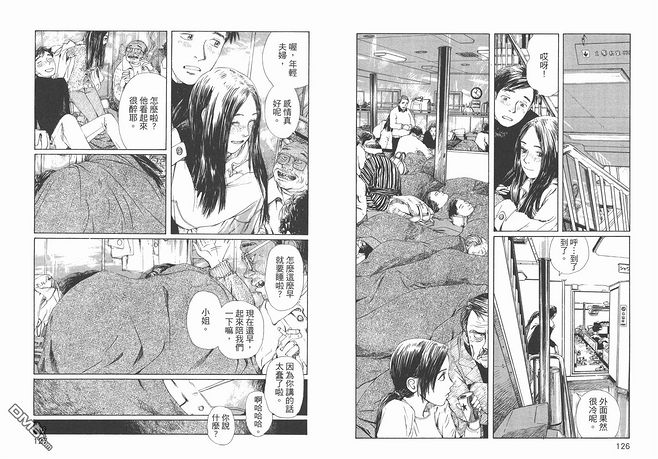 哎呀！
呼…到了
到了。
外面果然
很冷呢。
126
喔，年輕
夫婦，
感情真
好呢。
怎麼啦？
他看起來
很醉耶。
怎麼這麼早
就要睡啦？
現在還早，
起來陪我們
一下嘛，
小姐。
因為你講的話
太蠢了啦。
啊哈哈哈。
你說
什麼？